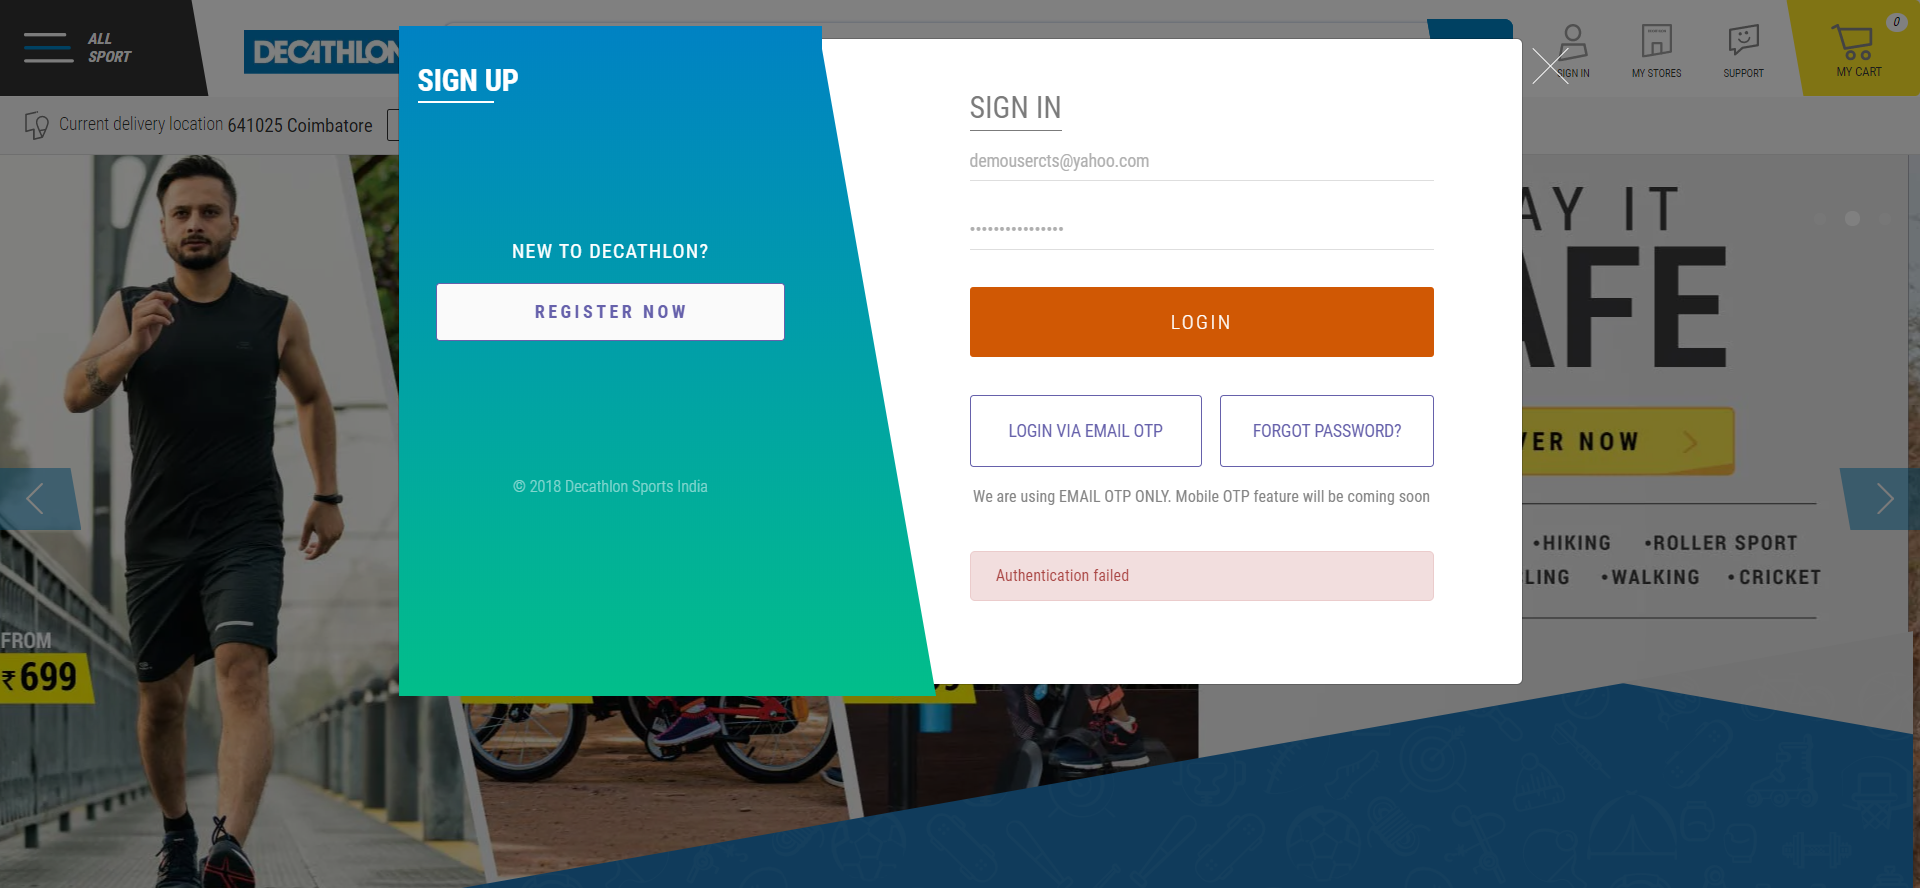 ALL
SPORT
DECATHLON
SIGN IN
MY STORES
SUPPORT
0
MY CART
Current delivery location 641025 Coimbatore
SIGN UP
NEW TO DECATHLON?
REGISTER NOW
© 2018 Decathlon Sports India
SIGN IN
demousercts@yahoo.com
••••••••••••••••
LOGIN
LOGIN VIA EMAIL OTP
FORGOT PASSWORD?
We are using EMAIL OTP ONLY. Mobile OTP feature will be coming soon
Authentication failed
AY IT
AFE
VER NOW
•HIKING •ROLLER SPORT
LING •WALKING •CRICKET
FROM
₹699